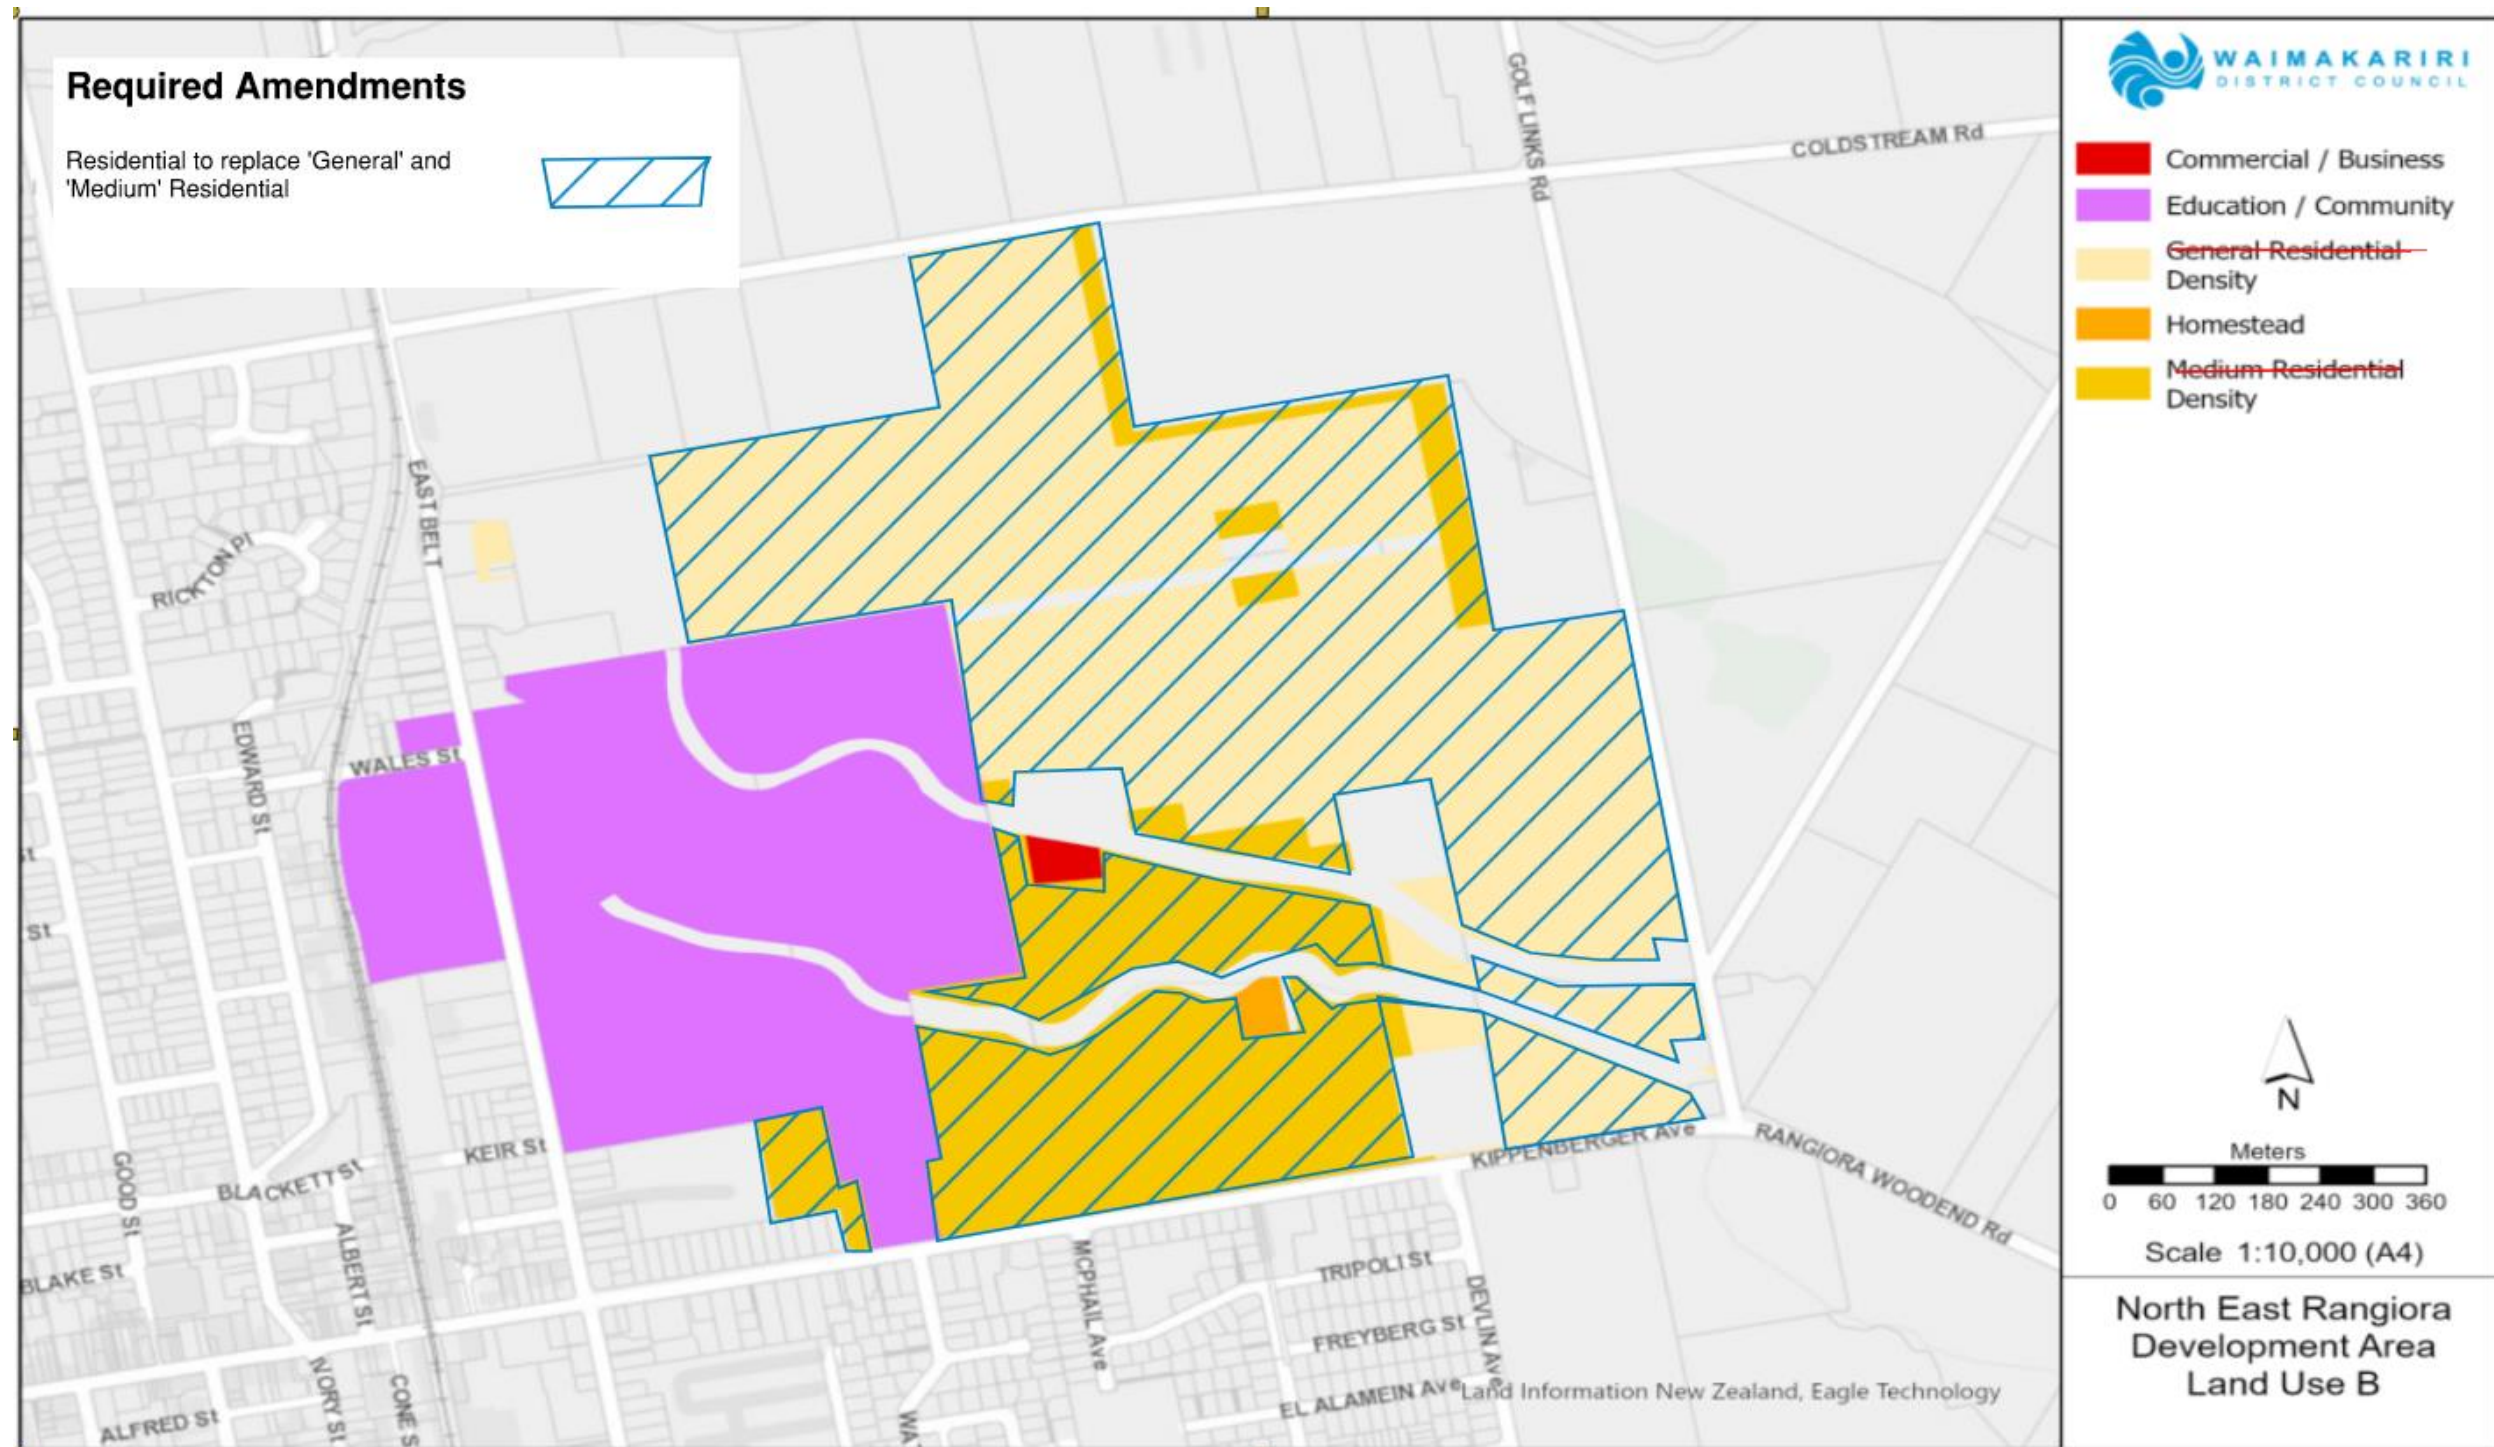 Required Amendments
Residential to replace 'General' and
'Medium' Residential
GOLF LINKS Rd
COLDSTREAM Rd
EAST BELT
RICKTON Pl
EDWARD St
WALES St
St
St
GOOD St
BLACKETT St
KEIR St
ALBERT St
BLAKE St
ALFRED St
IVORY St
CONE S
KIPPENBERGER Ave
RANGIORA WOODEND Rd
MCPHAIL Ave
TRIPOLI St
FREYBERG St
DEVLIN Ave
EL ALAMEIN Ave
WA
Land Information New Zealand, Eagle Technology
WAIMAKARIRI
DISTRICT COUNCIL
Commercial / Business
Education / Community
General Residential
Density
Homestead
Medium Residential
Density
N
Meters
0 60 120 180 240 300 360
Scale 1:10,000 (A4)
North East Rangiora
Development Area
Land Use B